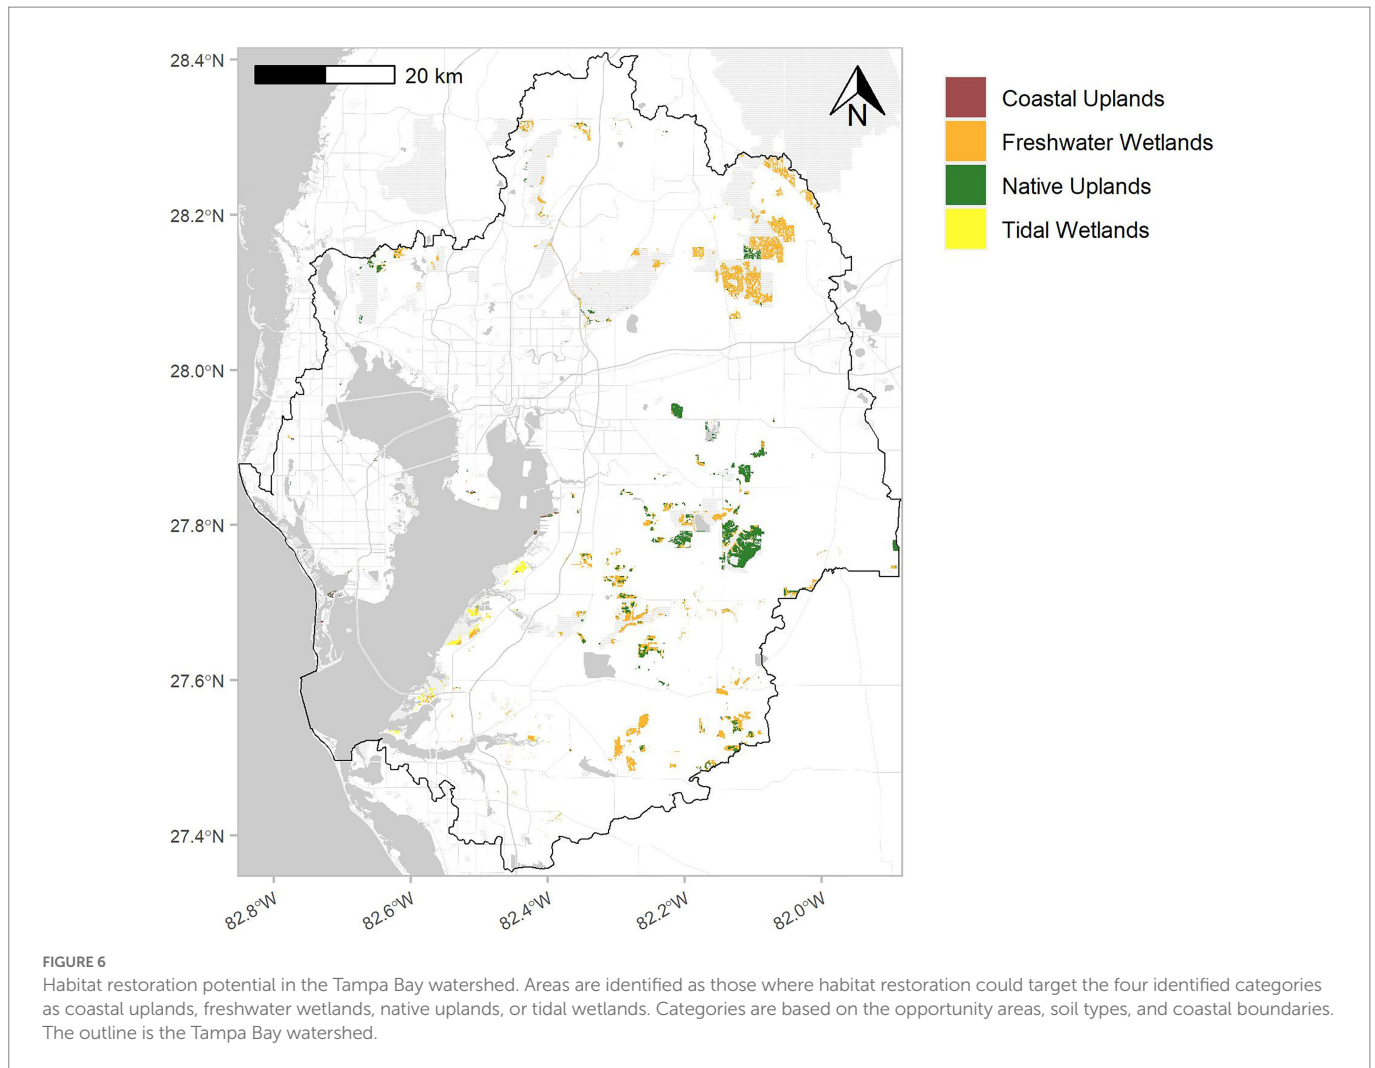 28.4°N
28.2°N
28.0°N
27.8°N
27.6°N
27.4°N
20 km
N
82.8°W
82.6°W
82.4°W
82.2°W
82.0°W
Coastal Uplands
Freshwater Wetlands
Native Uplands
Tidal Wetlands
FIGURE 6
Habitat restoration potential in the Tampa Bay watershed. Areas are identified as those where habitat restoration could target the four identified categories
as coastal uplands, freshwater wetlands, native uplands, or tidal wetlands. Categories are based on the opportunity areas, soil types, and coastal boundaries.
The outline is the Tampa Bay watershed.